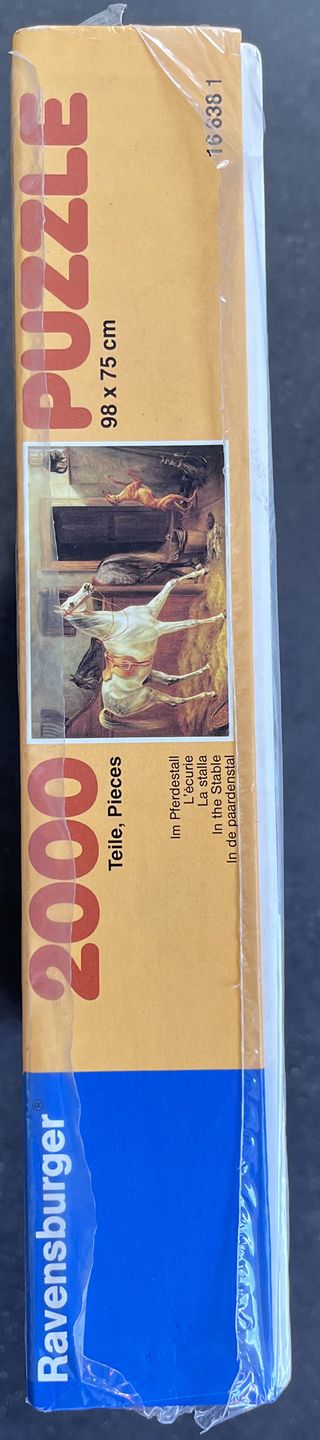 Ravensburger®
2000 PUZZLE
Teile, Pieces
98 x 75 cm
Im Pferdestall
L'écurie
La stalla
In the Stable
In de paardenstal
16 638 1